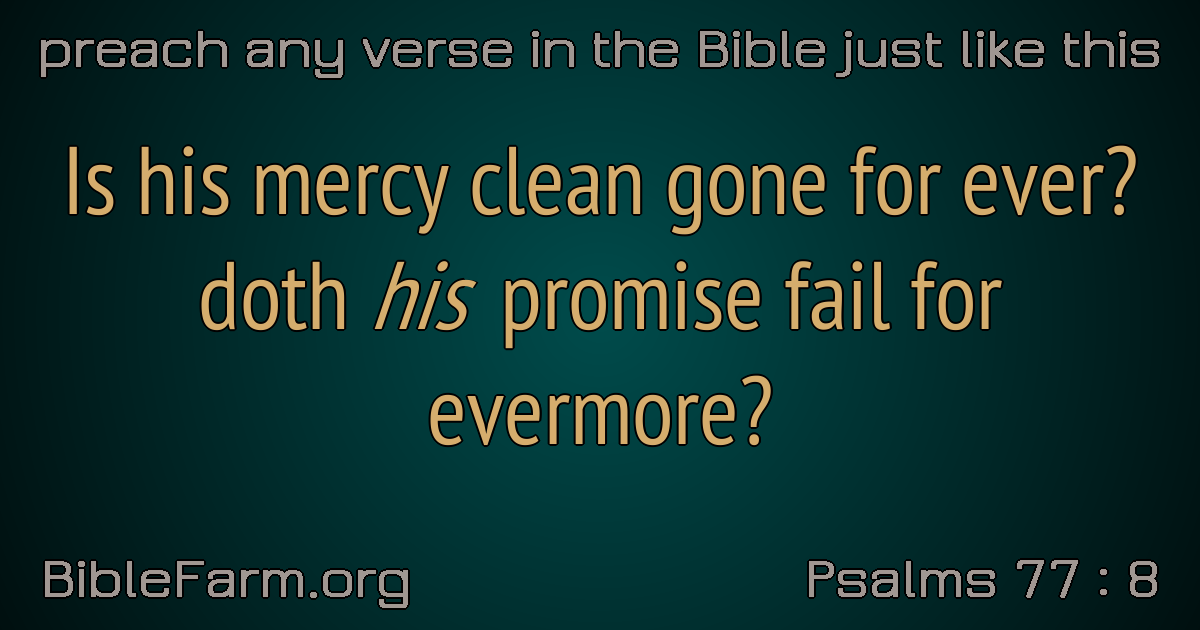 preach any verse in the Bible just like this
Is his mercy clean gone for ever?
doth his promise fail for
evermore?
BibleFarm.org
Psalms 77 : 8